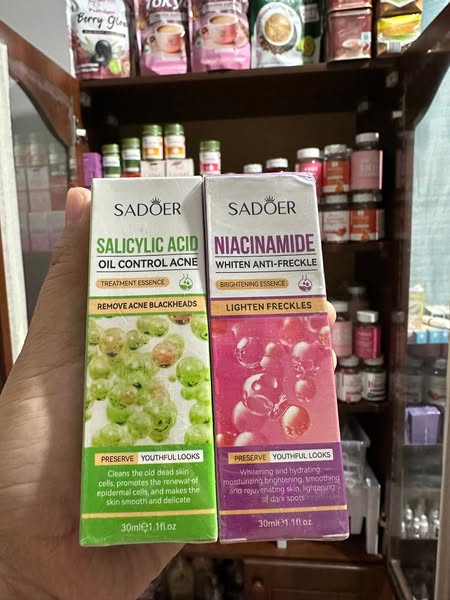 Berry Glow
SADOER
SALICYLIC ACID
OIL CONTROL ACNE
TREATMENT ESSENCE
REMOVE ACNE BLACKHEADS
PRESERVE YOUTHFUL LOOKS
Cleans the old dead skin
cells, promotes the renewal of
epidermal cells, and makes the
skin smooth and delicate
30ml℮1.1fl.oz
SADOER
NIACINAMIDE
WHITEN ANTI-FRECKLE
BRIGHTENING ESSENCE
LIGHTEN FRECKLES
PRESERVE YOUTHFUL LOOKS
Whitening and hydrating,
moisturizing brightening, smoothing
and rejuvenating skin, lightening
of dark spots
30ml℮1.1fl.oz